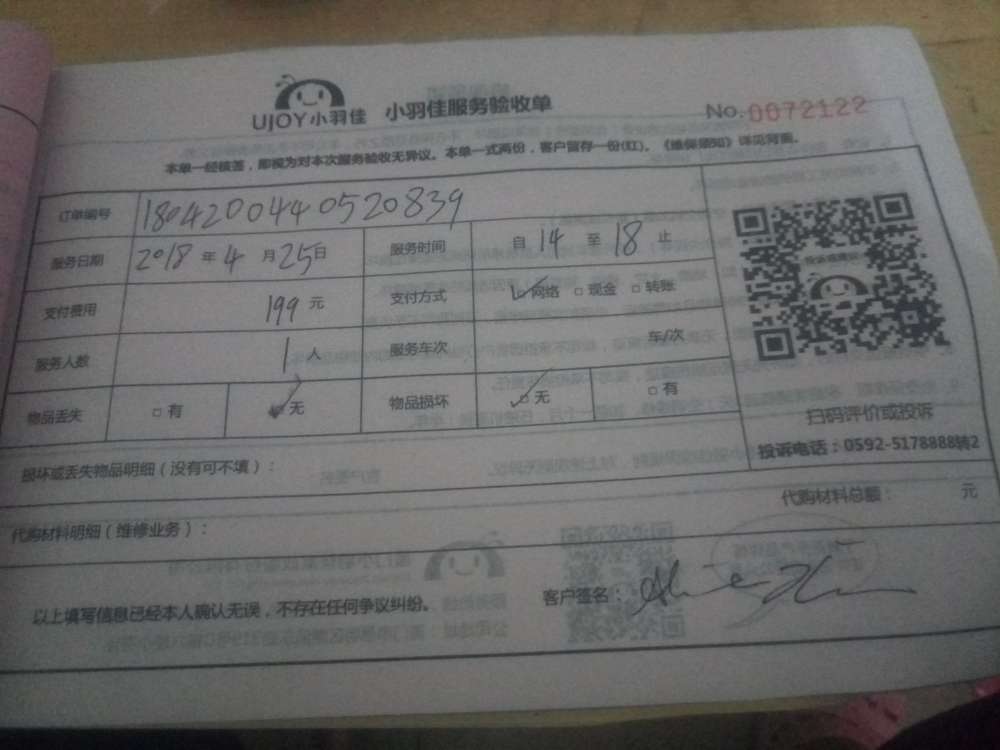 UJOY小羽佳 小羽佳服务验收单
No.0072122
本单一经核签，即视为对本次服务验收无异议。本单一式两份，客户留存一份(红)。《维保须知》详见背面。
订单编号 1804200440520839
服务日期 2018 年 4 月 25 日 服务时间 自 14 至 18 止
支付费用 199 元 支付方式 ☑网络 □现金 □转账
服务人数 1 人 服务车次 车/次
物品丢失 □有 ☑无 物品损坏 ☑无 □有
扫码评价或投诉
投诉电话：0592-5178888转2
损坏或丢失物品明细（没有可不填）：
代购材料明细（维修业务）： 代购材料总额： 元
以上填写信息已经本人确认无误，不存在任何争议纠纷。 客户签名：